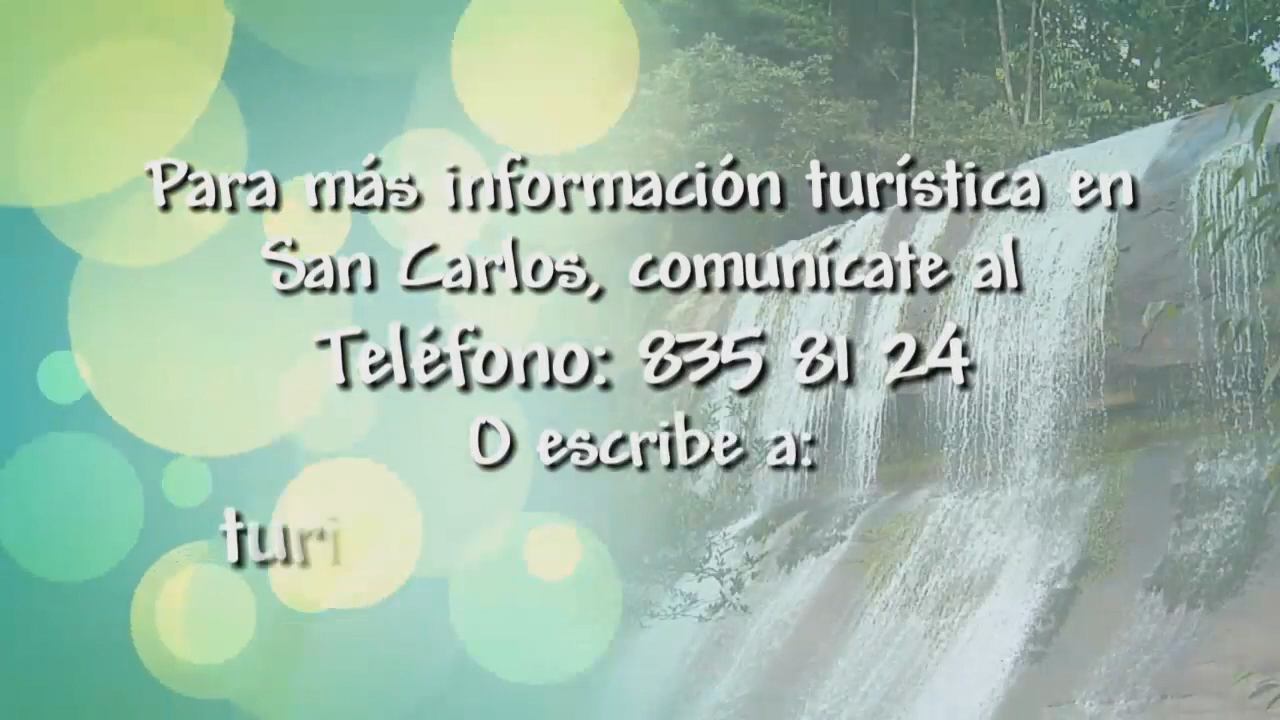 Para más información turística en
San Carlos, comunícate al
Teléfono: 835 81 24
O escribe a:
turi